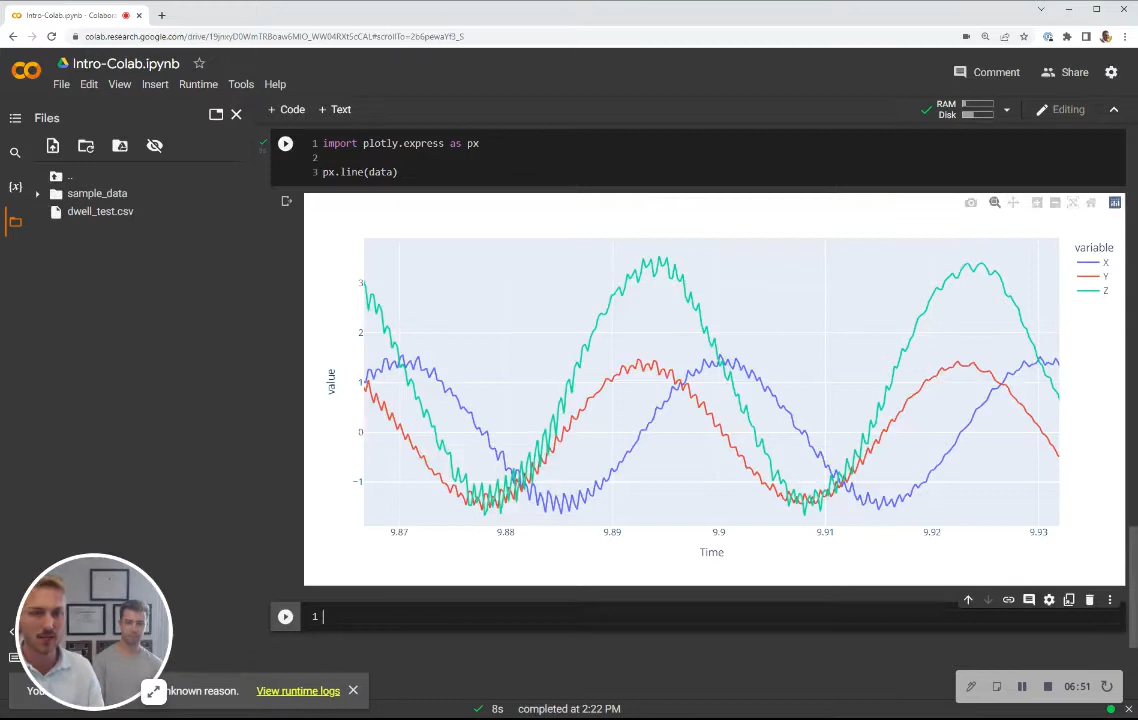 Intro-Colab.ipynb - Colabora
colab.research.google.com/drive/19jnxyD0WmTRBoaw6MIO_WW04RXt5cCAL#scrollTo=2b6pewaYf3_S
Intro-Colab.ipynb
File Edit View Insert Runtime Tools Help
Comment Share
Files
+ Code + Text
RAM
Disk
Editing
..
sample_data
dwell_test.csv
{x}
8s
1 import plotly.express as px
2
3 px.line(data)
variable
X
Y
Z
value
3
2
1
0
−1
9.87 9.88 9.89 9.9 9.91 9.92 9.93
Time
1
nknown reason. View runtime logs
06:51
8s completed at 2:22 PM